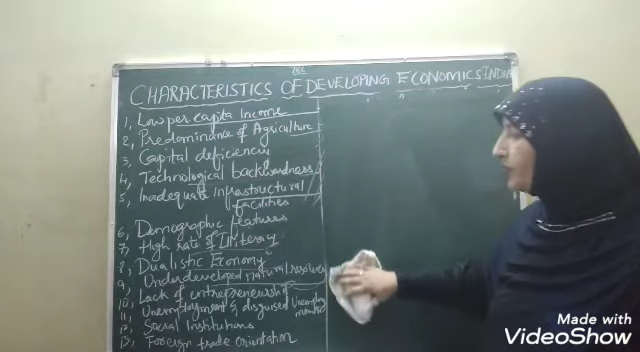 CHARACTERISTICS OF DEVELOPING ECONOMICS INDIA
1, Low per capita Income
2, Predominance of Agriculture
3, Capital deficiency
4, Technological backwardness
5, Inadequate Infrastructural
facilities
6, Demographic features
7, High rate of Illiteracy
8, Dualistic Economy
9, Underdeveloped natural resources
10, Lack of entrepreneurship
11, Unemployment & disguised Unemployment
12, Social Institutions
13, Foreign trade orientation
Made with
VideoShow